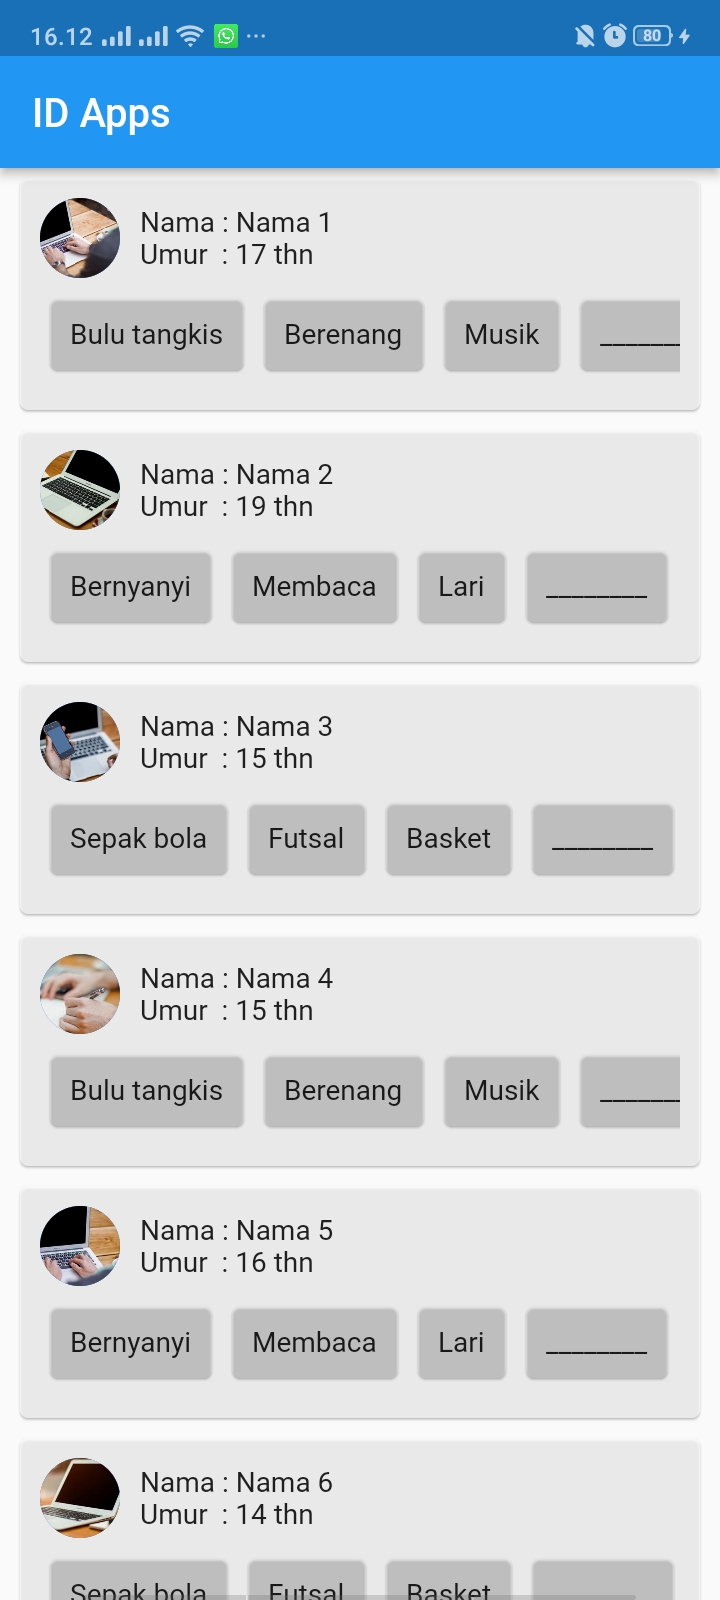 16.12 80
ID Apps
Nama : Nama 1
Umur : 17 thn
Bulu tangkis Berenang Musik _______
Nama : Nama 2
Umur : 19 thn
Bernyanyi Membaca Lari ________
Nama : Nama 3
Umur : 15 thn
Sepak bola Futsal Basket ________
Nama : Nama 4
Umur : 15 thn
Bulu tangkis Berenang Musik _______
Nama : Nama 5
Umur : 16 thn
Bernyanyi Membaca Lari ________
Nama : Nama 6
Umur : 14 thn
Sepak bola Futsal Basket